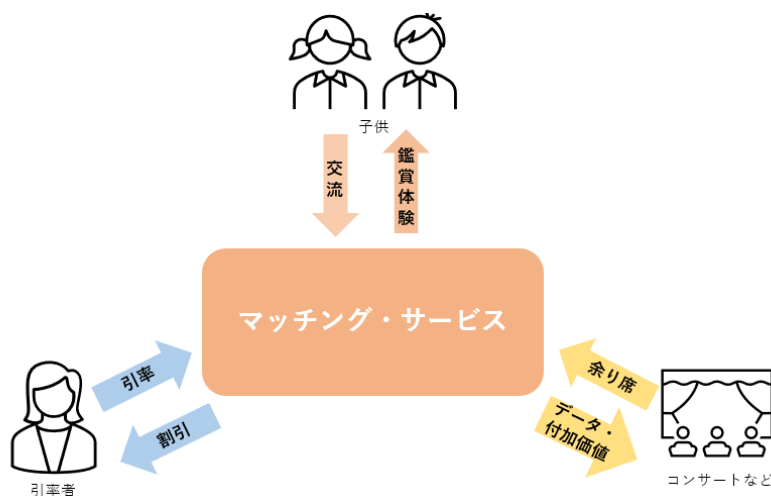 子供
交流
鑑賞体験
マッチング・サービス
引率
割引
引率者
余り席
データ・
付加価値
コンサートなど